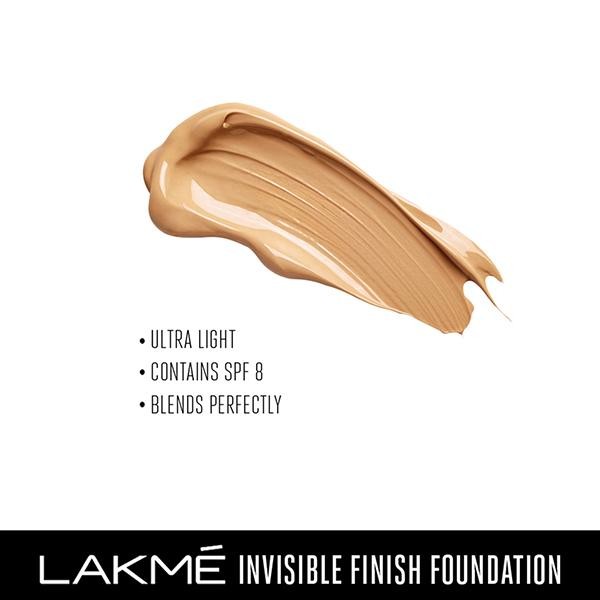 • ULTRA LIGHT
• CONTAINS SPF 8
• BLENDS PERFECTLY
LAKMÉ INVISIBLE FINISH FOUNDATION